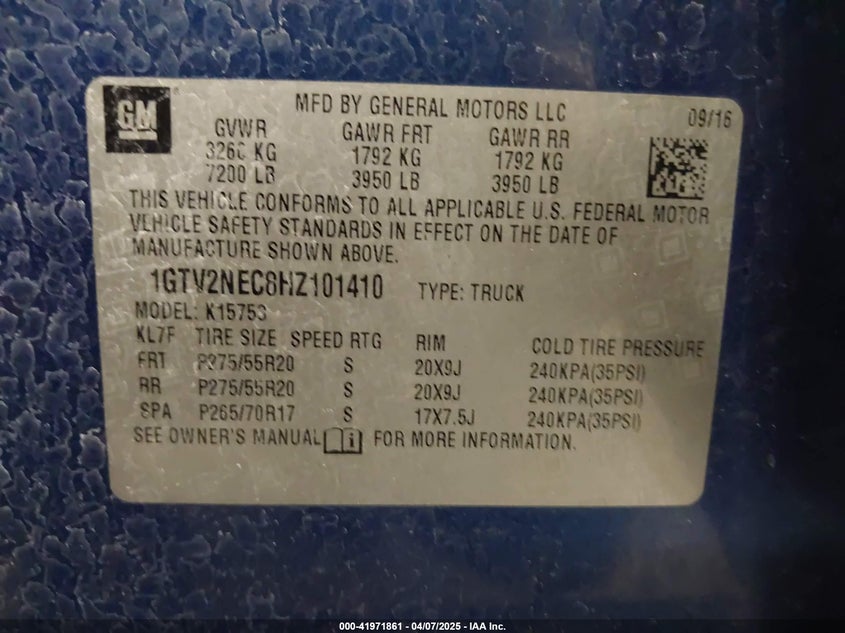 GM
MFD BY GENERAL MOTORS LLC
09/16
GVWR GAWR FRT GAWR RR
3266 KG 1792 KG 1792 KG
7200 LB 3950 LB 3950 LB
THIS VEHICLE CONFORMS TO ALL APPLICABLE U.S. FEDERAL MOTOR
VEHICLE SAFETY STANDARDS IN EFFECT ON THE DATE OF
MANUFACTURE SHOWN ABOVE.
1GTV2NEC8HZ101410 TYPE: TRUCK
MODEL: K15753
KL7F TIRE SIZE SPEED RTG RIM COLD TIRE PRESSURE
FRT P275/55R20 S 20X9J 240KPA(35PSI)
RR P275/55R20 S 20X9J 240KPA(35PSI)
SPA P265/70R17 S 17X7.5J 240KPA(35PSI)
SEE OWNER'S MANUAL FOR MORE INFORMATION.
000-41971861 - 04/07/2025 - IAA Inc.